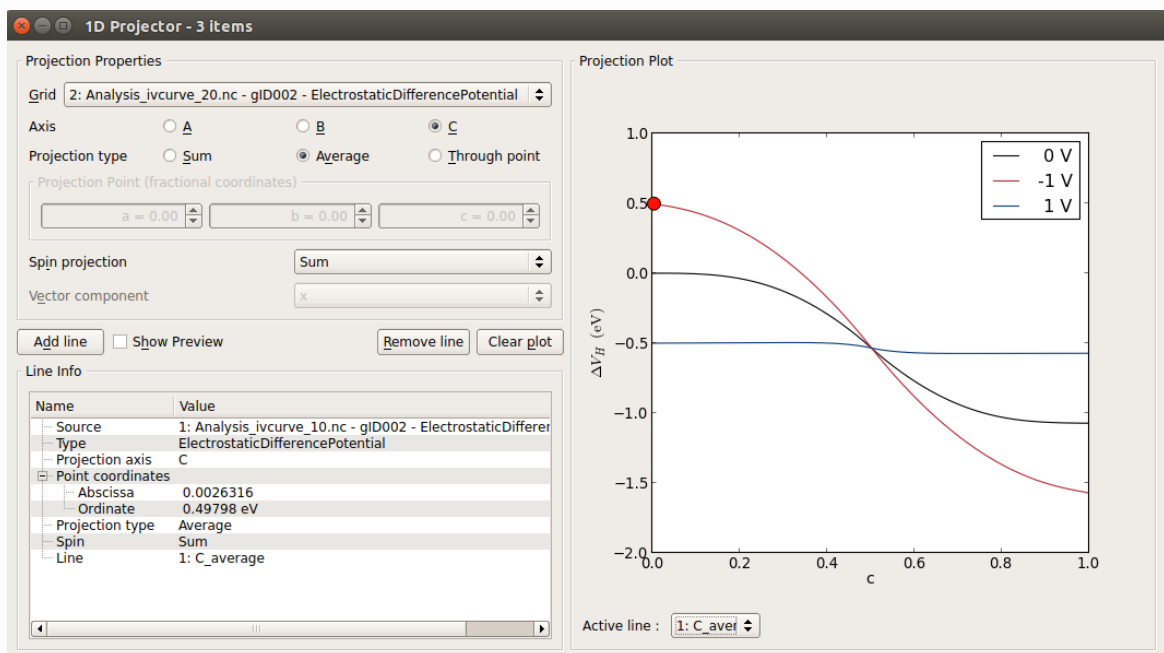 1D Projector - 3 items
Projection Properties
Grid 2: Analysis_ivcurve_20.nc - gID002 - ElectrostaticDifferencePotential
Axis A B C
Projection type Sum Average Through point
Projection Point (fractional coordinates)
a = 0.00 b = 0.00 c = 0.00
Spin projection Sum
Vector component x
Add line Show Preview Remove line Clear plot
Line Info
Name Value
Source 1: Analysis_ivcurve_10.nc - gID002 - ElectrostaticDifferer
Type ElectrostaticDifferencePotential
Projection axis C
Point coordinates
Abscissa 0.0026316
Ordinate 0.49798 eV
Projection type Average
Spin Sum
Line 1: C_average
Projection Plot
1.0
0.5
0.0
−0.5
−1.0
−1.5
−2.0
ΔV_H (eV)
0 V
-1 V
1 V
0.0 0.2 0.4 0.6 0.8 1.0
c
Active line : 1: C_aver